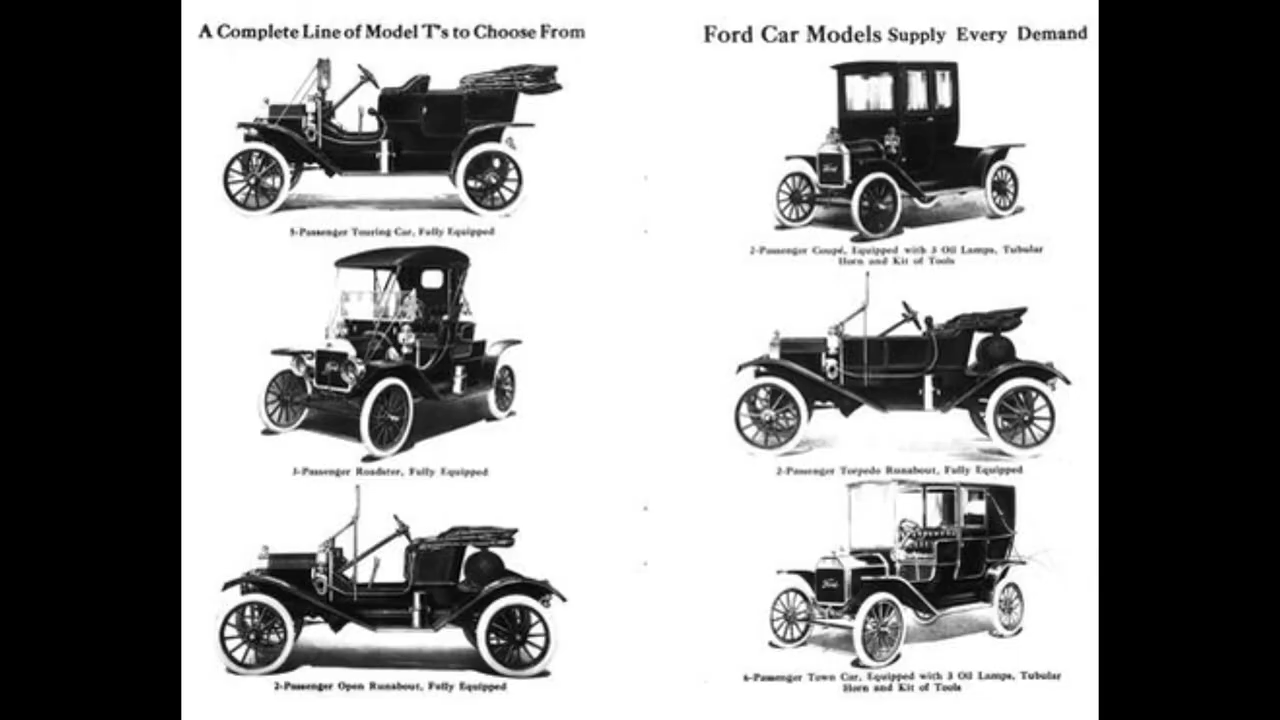 A Complete Line of Model T's to Choose From
5-Passenger Touring Car, Fully Equipped
Ford
3-Passenger Roadster, Fully Equipped
2-Passenger Open Runabout, Fully Equipped
Ford Car Models Supply Every Demand
Ford
2-Passenger Coupé, Equipped with 3 Oil Lamps, Tubular
Horn and Kit of Tools
2-Passenger Torpedo Runabout, Fully Equipped
Ford
6-Passenger Town Car, Equipped with 3 Oil Lamps, Tubular
Horn and Kit of Tools